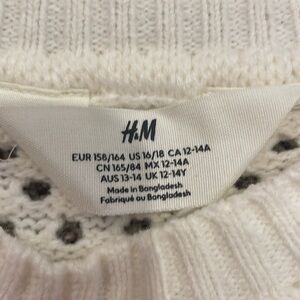 H&M
EUR 158/164 US 16/18 CA 12-14A
CN 165/84 MX 12-14A
AUS 13-14 UK 12-14Y
Made in Bangladesh
Fabriqué au Bangladesh